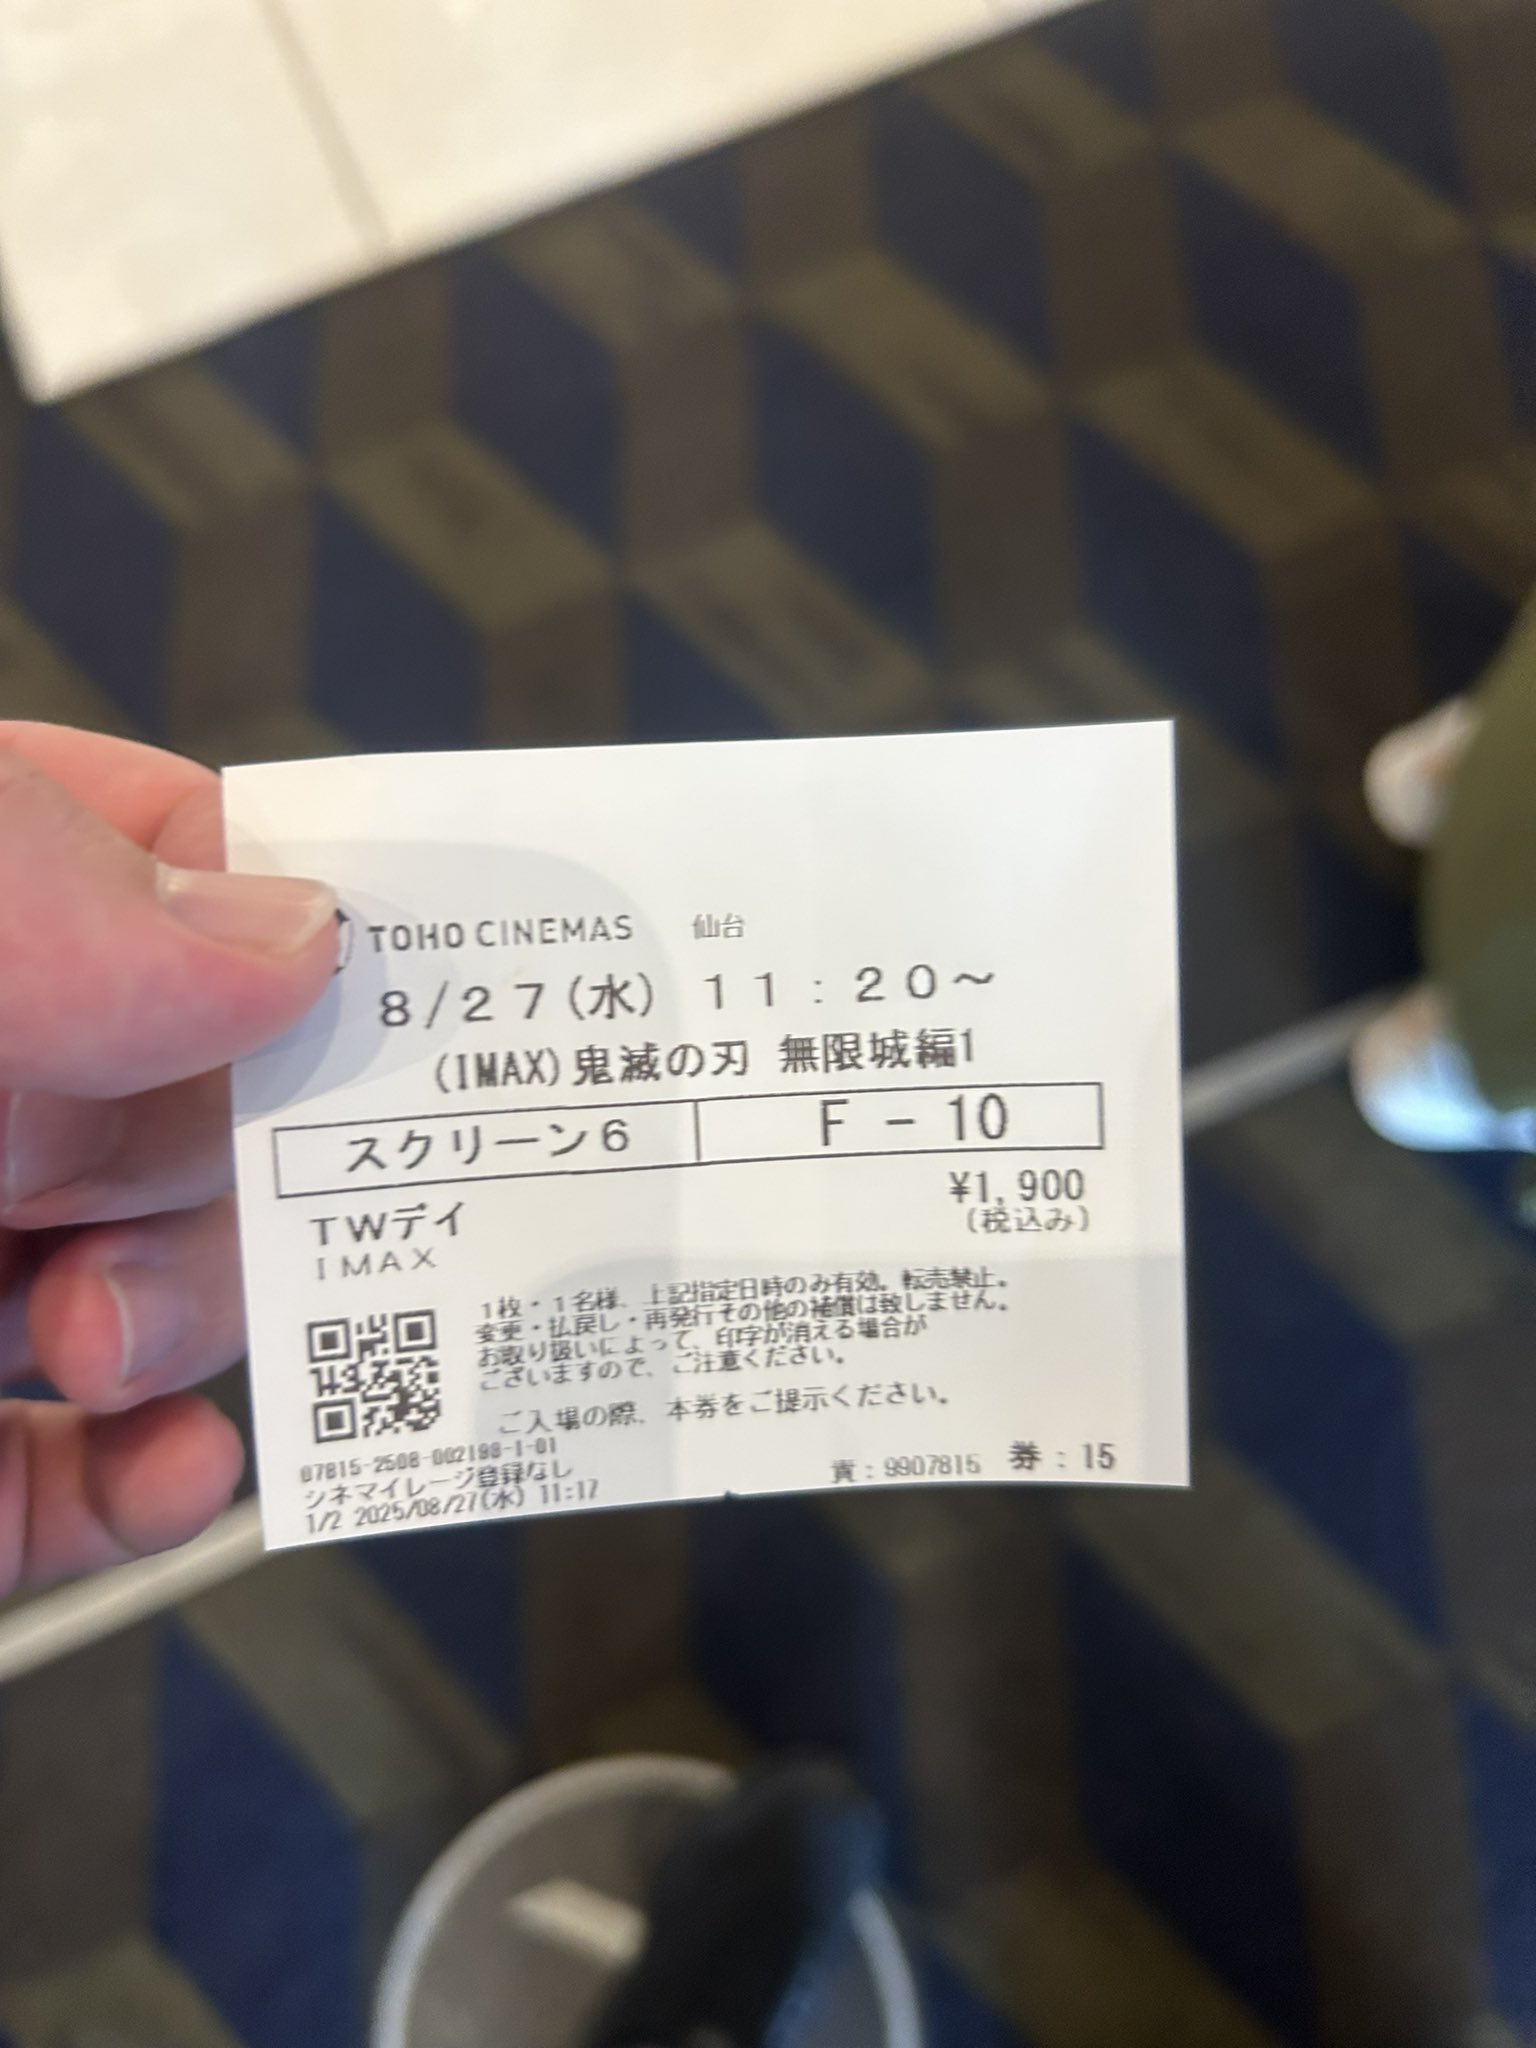 TOHO CINEMAS 仙台
8/27(水) 11:20～
(IMAX)鬼滅の刃 無限城編1
スクリーン6 F - 10
TWデイ ¥1,900
IMAX (税込み)
1枚・1名様、上記指定日時のみ有効。転売禁止。
変更・払戻し・再発行その他の補償は致しません。
お取り扱いによって、印字が消える場合が
ございますので、ご注意ください。
ご入場の際、本券をご提示ください。
07815-2508-002198-1-01
シネマイレージ登録なし 責:9907815 券:15
1/2 2025/08/27(水) 11:17